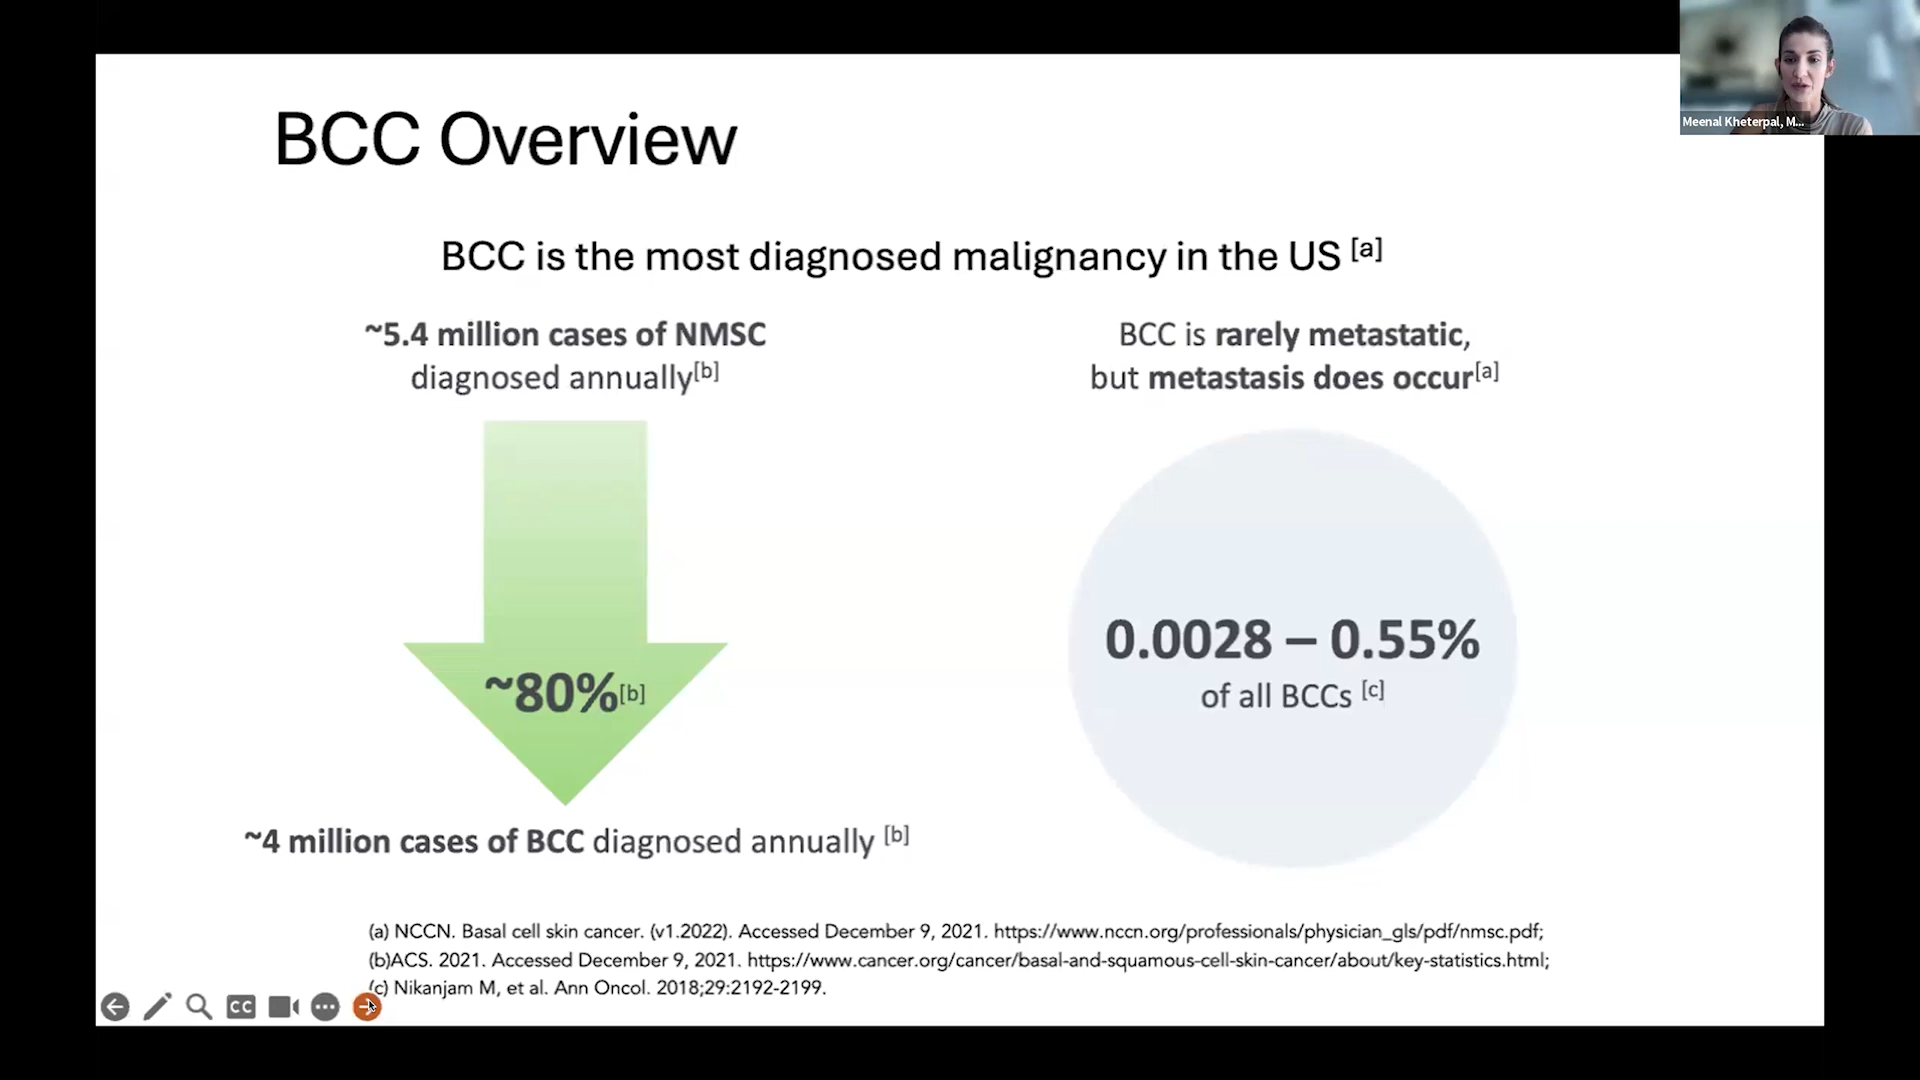 Meenal Kheterpal, M...
BCC Overview
BCC is the most diagnosed malignancy in the US [a]
~5.4 million cases of NMSC
diagnosed annually[b]
~80%[b]
~4 million cases of BCC diagnosed annually [b]
BCC is rarely metastatic,
but metastasis does occur[a]
0.0028 – 0.55%
of all BCCs [c]
(a) NCCN. Basal cell skin cancer. (v1.2022). Accessed December 9, 2021. https://www.nccn.org/professionals/physician_gls/pdf/nmsc.pdf;
(b)ACS. 2021. Accessed December 9, 2021. https://www.cancer.org/cancer/basal-and-squamous-cell-skin-cancer/about/key-statistics.html;
(c) Nikanjam M, et al. Ann Oncol. 2018;29:2192-2199.
CC